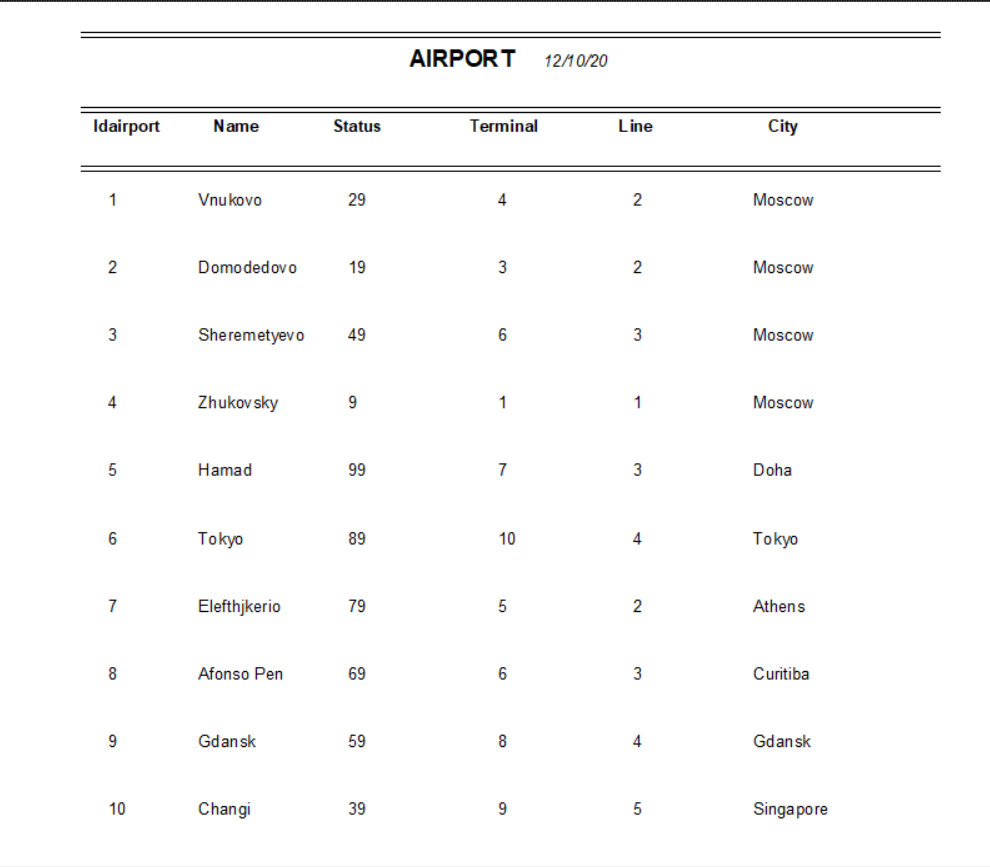 AIRPORT 12/10/20
Idairport Name Status Terminal Line City
1 Vnukovo 29 4 2 Moscow
2 Domodedovo 19 3 2 Moscow
3 Sheremetyevo 49 6 3 Moscow
4 Zhukovsky 9 1 1 Moscow
5 Hamad 99 7 3 Doha
6 Tokyo 89 10 4 Tokyo
7 Elefthjkerio 79 5 2 Athens
8 Afonso Pen 69 6 3 Curitiba
9 Gdansk 59 8 4 Gdansk
10 Changi 39 9 5 Singapore